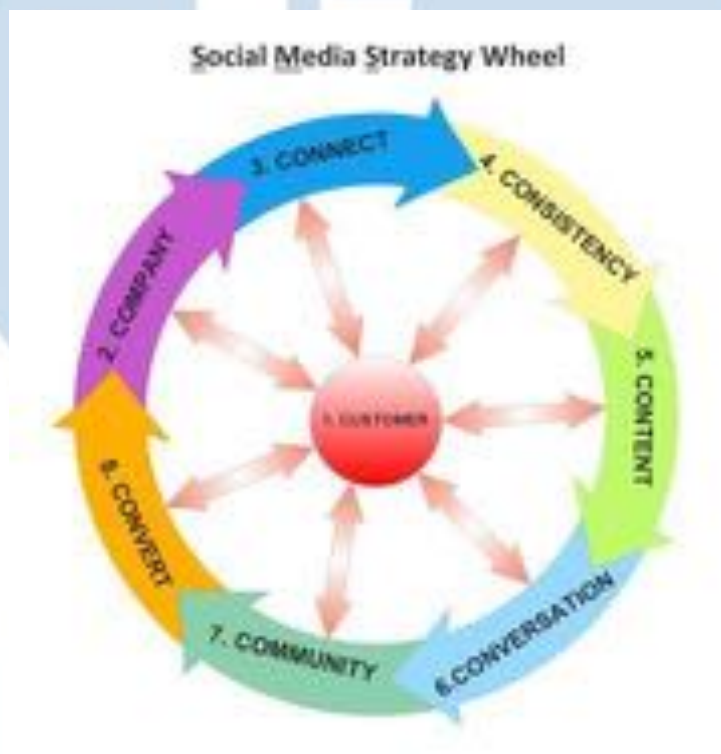 Social Media Strategy Wheel
3. CONNECT
4. CONSISTENCY
2. COMPANY
5. CONTENT
1. CUSTOMER
8. CONVERT
6.CONVERSATION
7. COMMUNITY